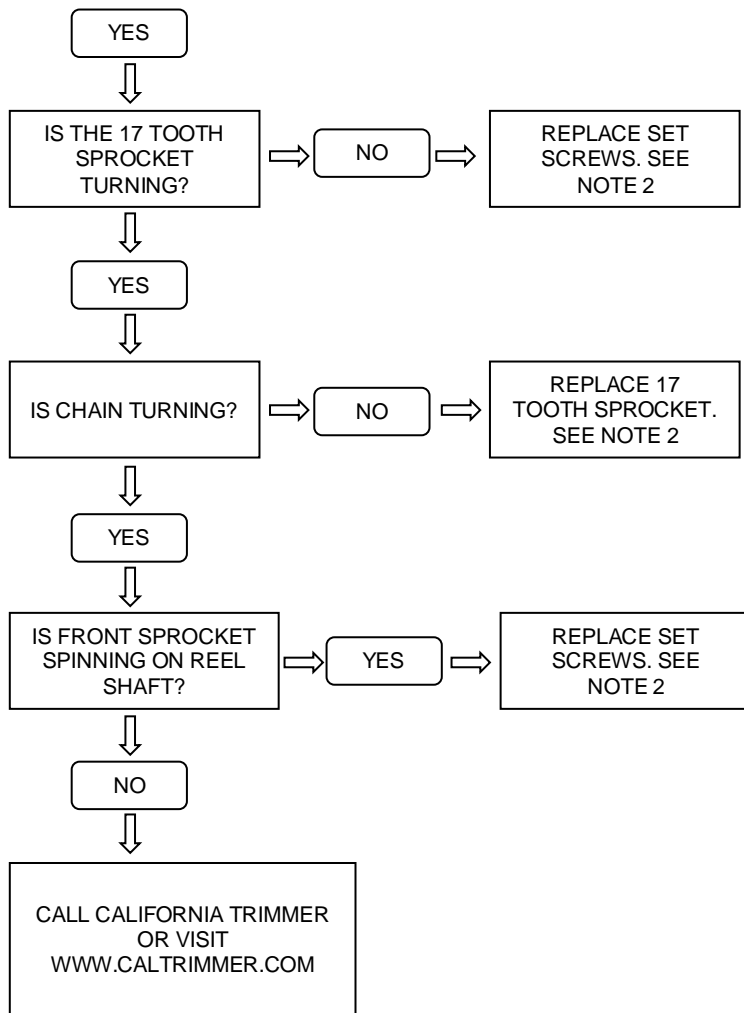 YES
IS THE 17 TOOTH
SPROCKET
TURNING?
NO
REPLACE SET
SCREWS. SEE
NOTE 2
YES
IS CHAIN TURNING?
NO
REPLACE 17
TOOTH SPROCKET.
SEE NOTE 2
YES
IS FRONT SPROCKET
SPINNING ON REEL
SHAFT?
YES
REPLACE SET
SCREWS. SEE
NOTE 2
NO
CALL CALIFORNIA TRIMMER
OR VISIT
WWW.CALTRIMMER.COM